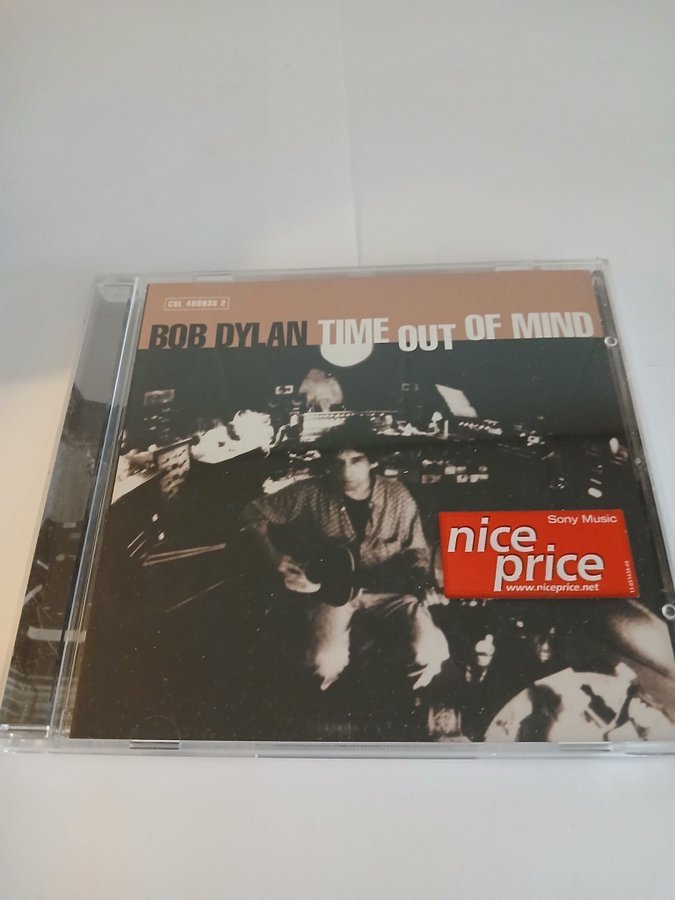 COL 486936 2
BOB DYLAN TIME OUT OF MIND
Sony Music
nice
price
www.niceprice.net